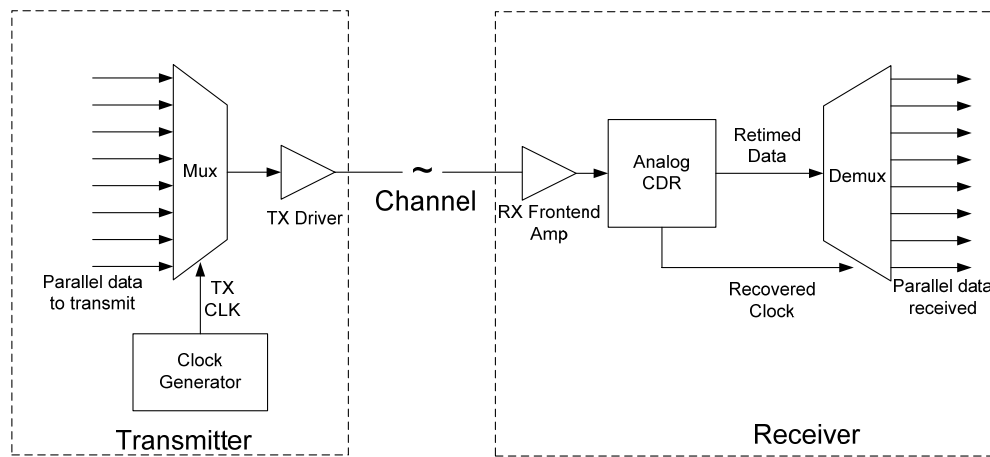 Mux
TX Driver
Parallel data
to transmit
TX
CLK
Clock
Generator
Transmitter
~
Channel
RX Frontend
Amp
Analog
CDR
Retimed
Data
Recovered
Clock
Demux
Parallel data
received
Receiver